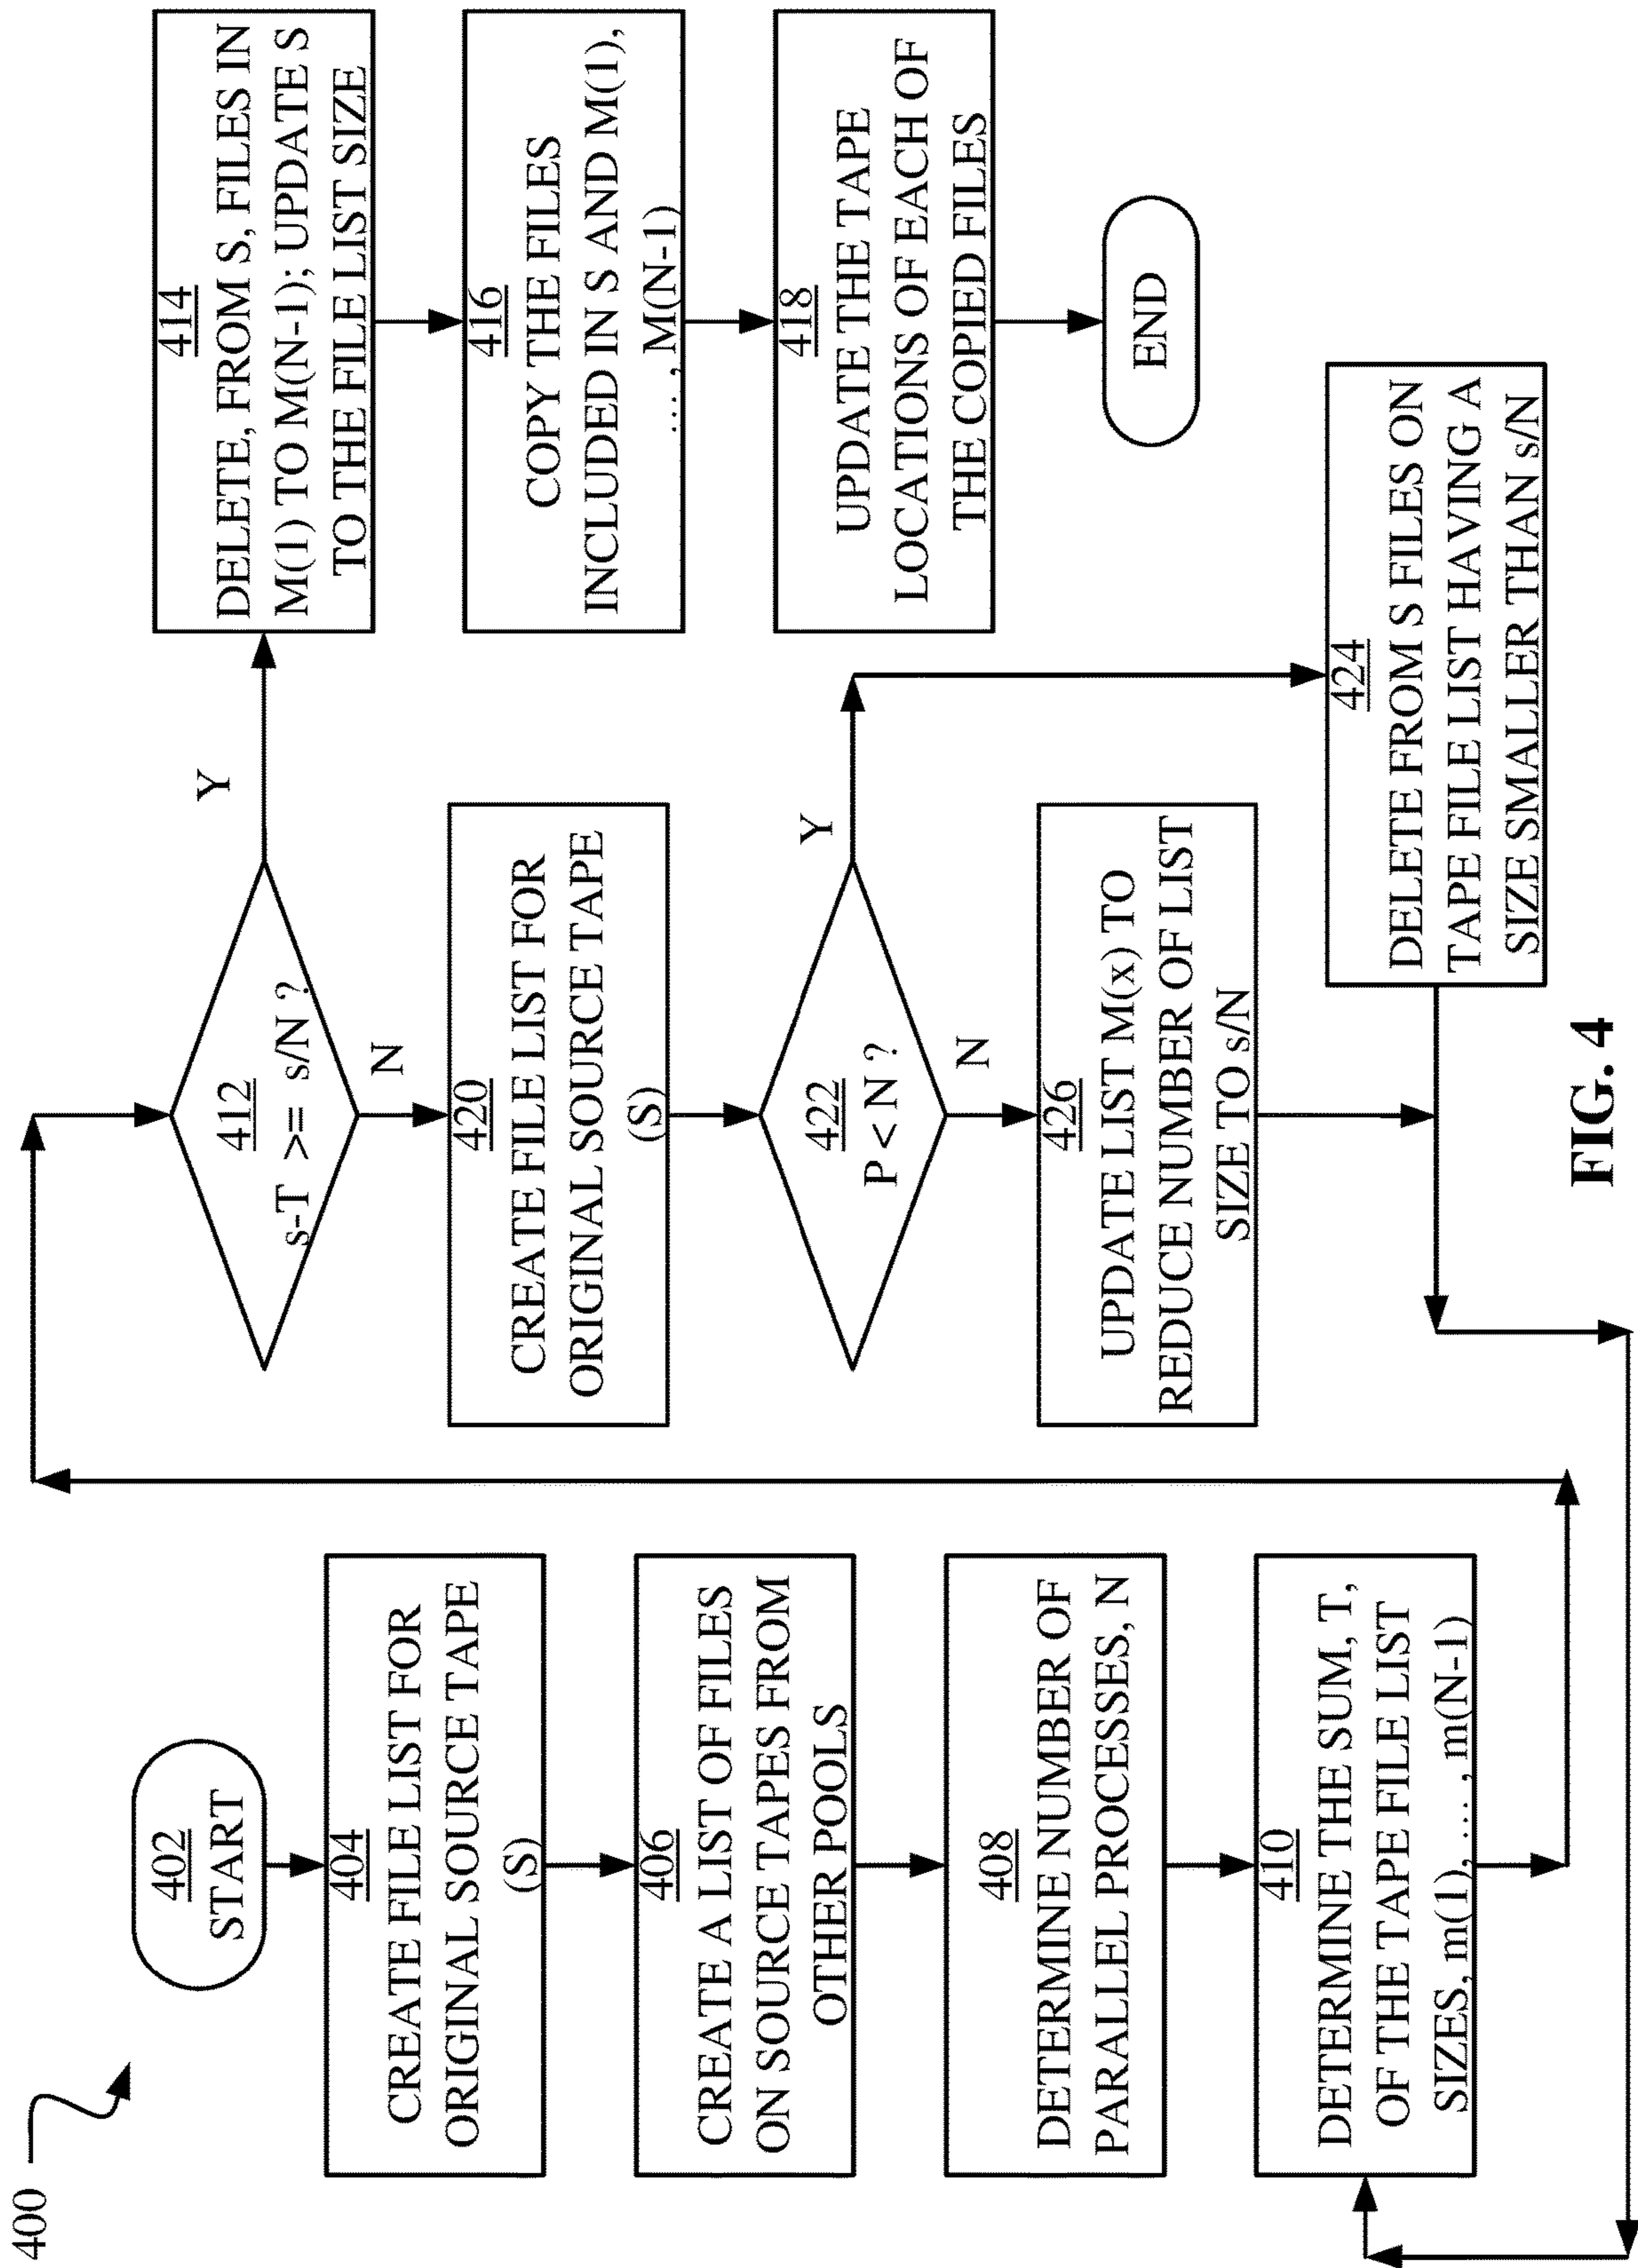 400
402
START
404
CREATE FILE LIST FOR
ORIGINAL SOURCE TAPE
(S)
406
CREATE A LIST OF FILES
ON SOURCE TAPES FROM
OTHER POOLS
408
DETERMINE NUMBER OF
PARALLEL PROCESSES, N
410
DETERMINE THE SUM, T,
OF THE TAPE FILE LIST
SIZES, m(1), ... , m(N-1)
412
s-T >= s/N ?
Y
N
420
CREATE FILE LIST FOR
ORIGINAL SOURCE TAPE
(S)
422
P < N ?
Y
N
426
UPDATE LIST M(x) TO
REDUCE NUMBER OF LIST
SIZE TO s/N
414
DELETE, FROM S, FILES IN
M(1) TO M(N-1); UPDATE S
TO THE FILE LIST SIZE
416
COPY THE FILES
INCLUDED IN S AND M(1),
..., M(N-1)
418
UPDATE THE TAPE
LOCATIONS OF EACH OF
THE COPIED FILES
END
424
DELETE FROM S FILES ON
TAPE FILE LIST HAVING A
SIZE SMALLER THAN s/N
FIG. 4